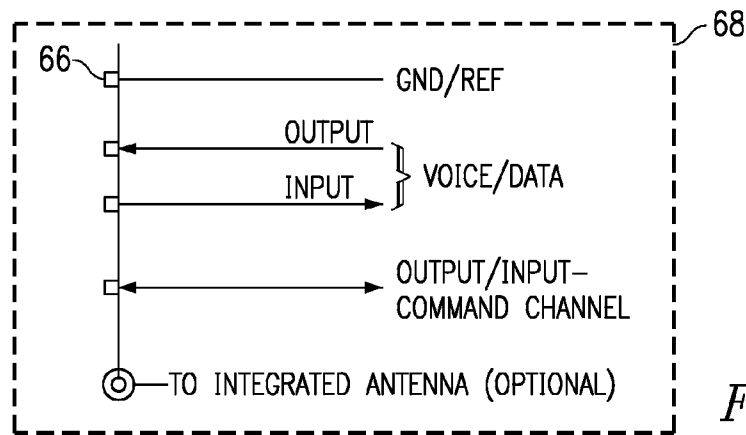 68
66
GND/REF
OUTPUT
VOICE/DATA
INPUT
OUTPUT/INPUT-
COMMAND CHANNEL
TO INTEGRATED ANTENNA (OPTIONAL)
F